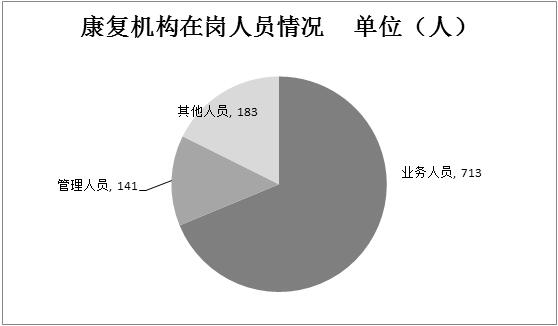 康复机构在岗人员情况 单位（人）
其他人员, 183
业务人员, 713
管理人员, 141